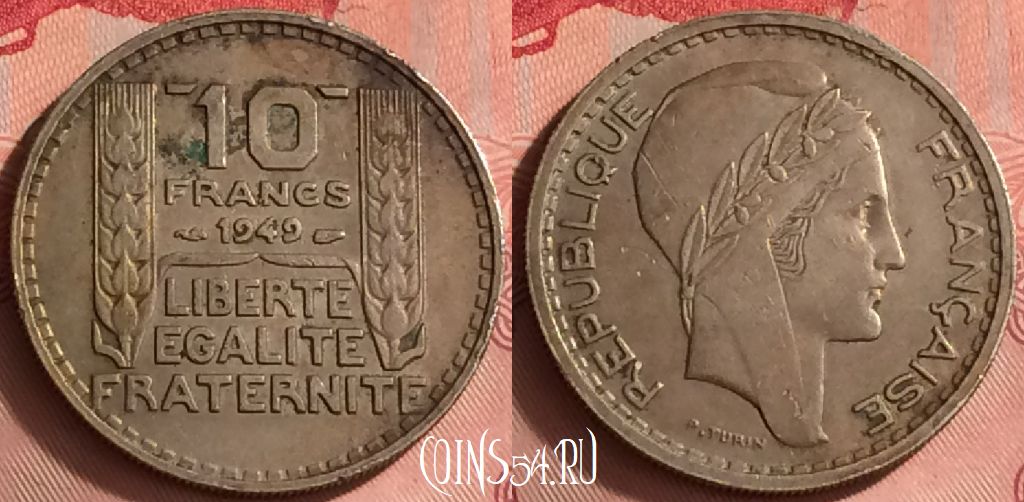 10
FRANCS
1949
LIBERTE
EGALITE
FRATERNITE
REPUBLIQUE FRANÇAISE
P.TURIN
COINS54.RU